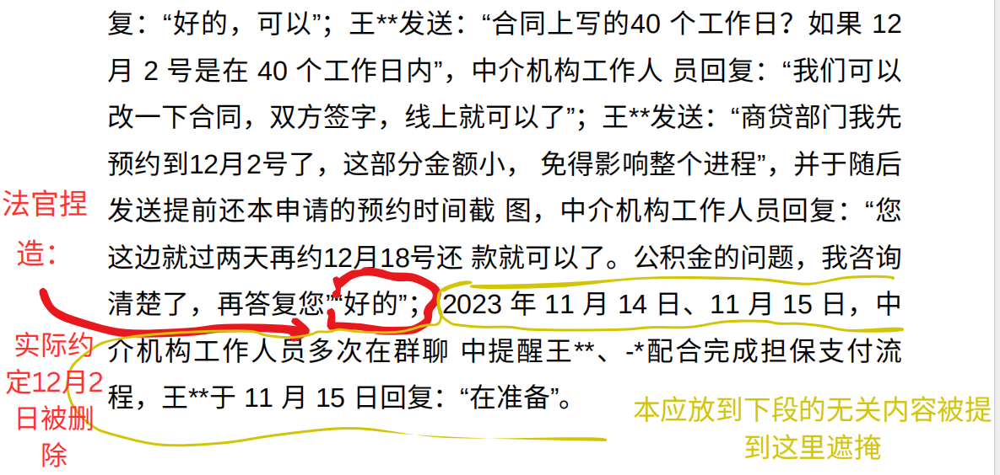 复：“好的，可以”；王**发送：“合同上写的40 个工作日？如果 12
月 2 号是在 40 个工作日内”，中介机构工作人 员回复：“我们可以
改一下合同，双方签字，线上就可以了”；王**发送：“商贷部门我先
预约到12月2号了，这部分金额小， 免得影响整个进程”，并于随后
发送提前还本申请的预约时间截 图，中介机构工作人员回复：“您
这边就过两天再约12月18号还 款就可以了。公积金的问题，我咨询
清楚了，再答复您”“好的”；2023 年 11 月 14 日、11 月 15 日，中
介机构工作人员多次在群聊 中提醒王**、-*配合完成担保支付流
程，王**于 11 月 15 日回复：“在准备”。
法官捏
造：
实际约
定12月2
日被删
除
本应放到下段的无关内容被提
到这里遮掩